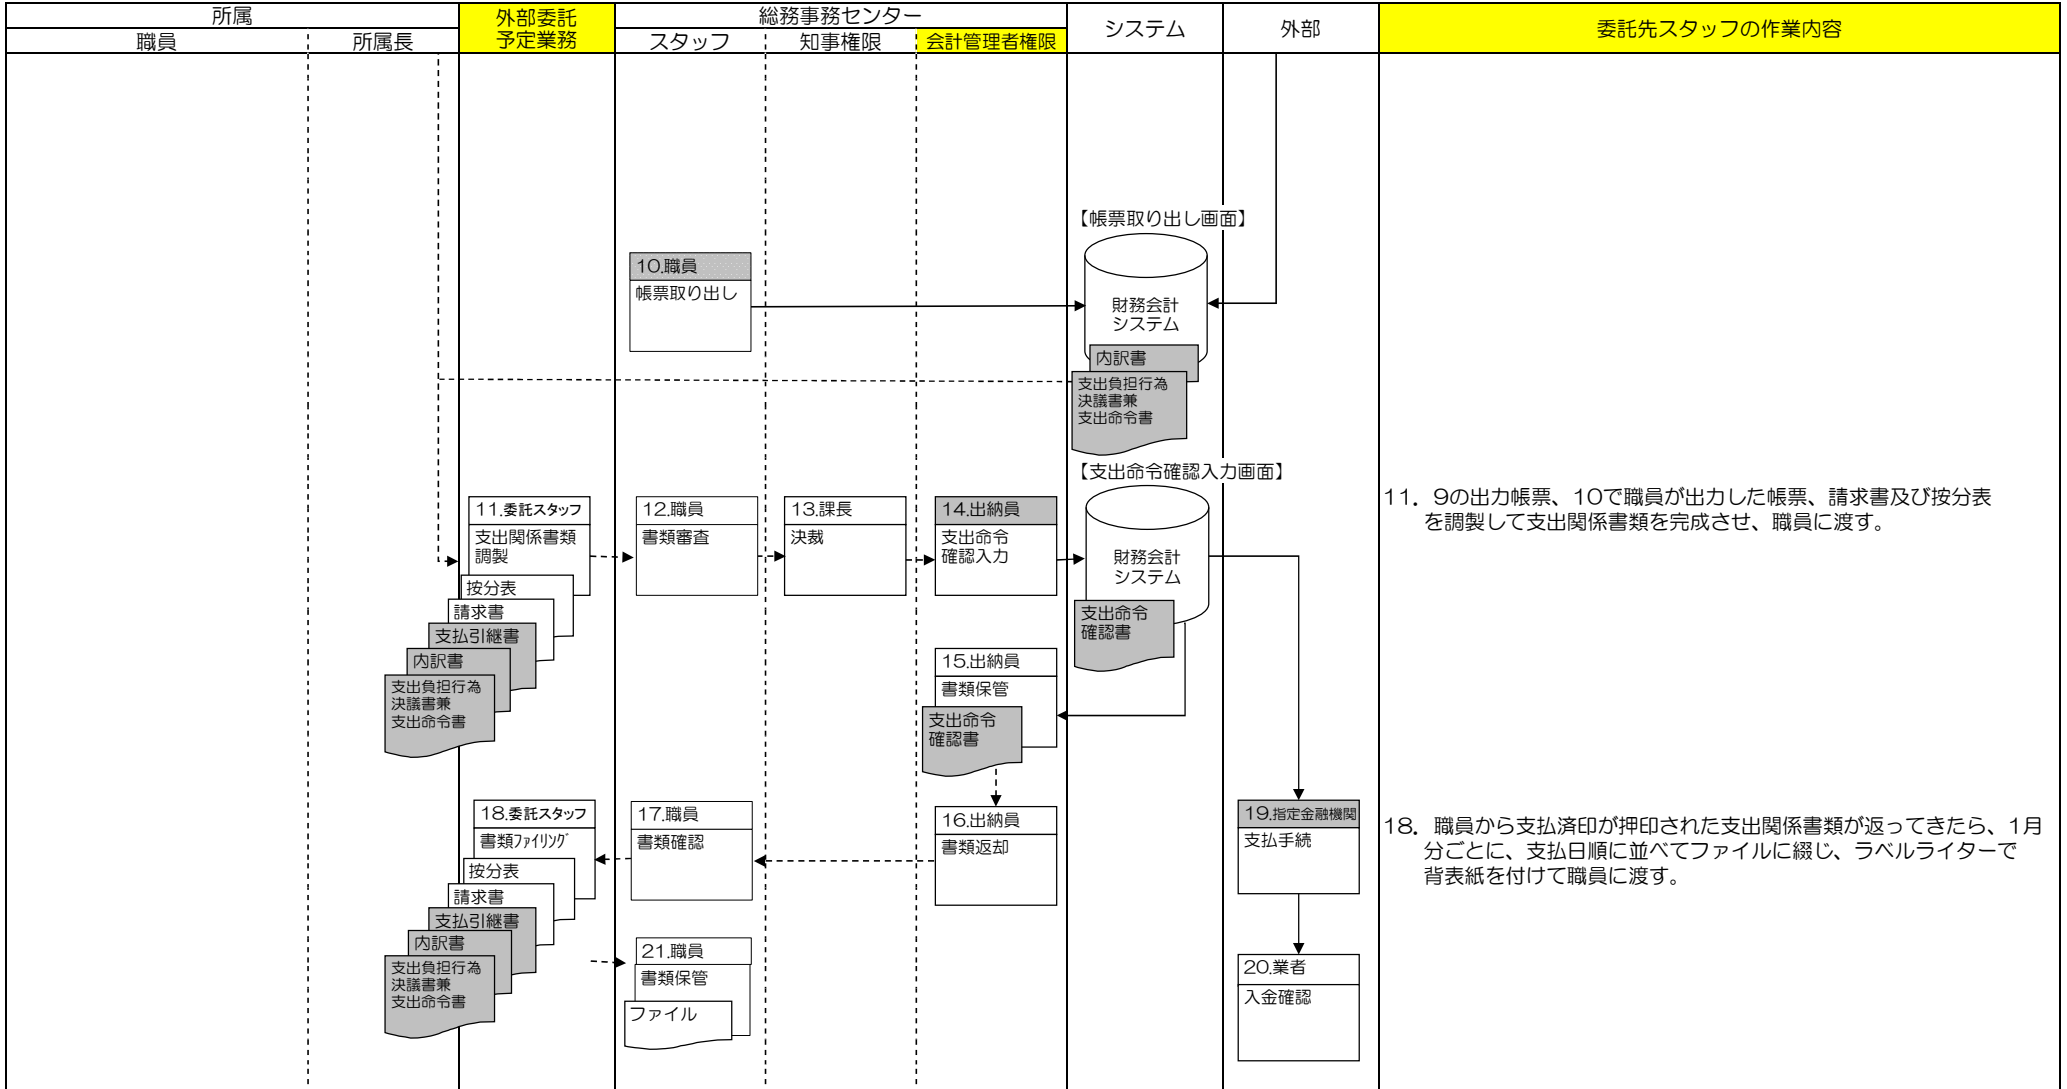 所属
外部委託
予定業務
総務事務センター
システム
外部
委託先スタッフの作業内容
職員
所属長
スタッフ
知事権限
会計管理者権限
【帳票取り出し画面】
10.職員
帳票取り出し
財務会計
システム
内訳書
支出負担行為
決議書兼
支出命令書
【支出命令確認入力画面】
11.委託スタッフ
支出関係書類
調製
按分表
請求書
支払引継書
内訳書
支出負担行為
決議書兼
支出命令書
12.職員
書類審査
13.課長
決裁
14.出納員
支出命令
確認入力
財務会計
システム
支出命令
確認書
11．9の出力帳票、10で職員が出力した帳票、請求書及び按分表
を調製して支出関係書類を完成させ、職員に渡す。
15.出納員
書類保管
支出命令
確認書
18.委託スタッフ
書類ﾌｧｲﾘﾝｸﾞ
按分表
請求書
支払引継書
内訳書
支出負担行為
決議書兼
支出命令書
17.職員
書類確認
16.出納員
書類返却
19.指定金融機関
支払手続
18．職員から支払済印が押印された支出関係書類が返ってきたら、1月
分ごとに、支払日順に並べてファイルに綴じ、ラベルライターで
背表紙を付けて職員に渡す。
21.職員
書類保管
ファイル
20.業者
入金確認